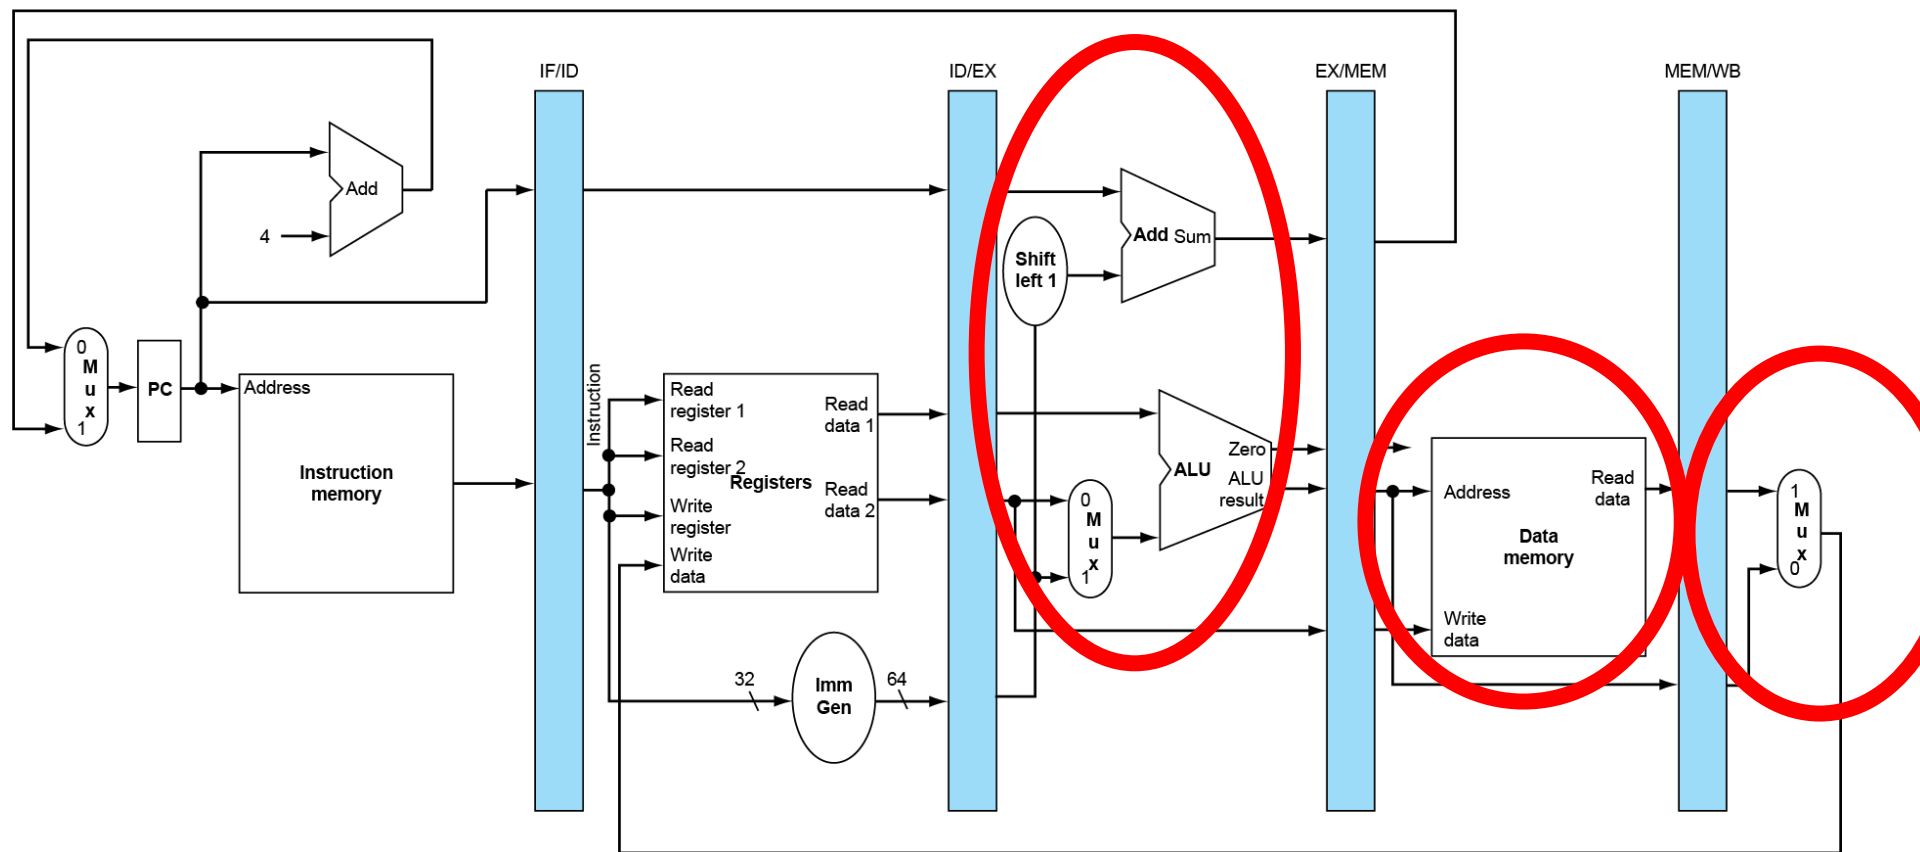 IF/ID
ID/EX
EX/MEM
MEM/WB
Add
4
0
M
u
x
1
PC
Address
Instruction
memory
Instruction
Read
register 1
Read
register 2
Registers
Write
register
Write
data
Read
data 1
Read
data 2
32
Imm
Gen
64
Shift
left 1
Add Sum
0
M
u
x
1
ALU
Zero
ALU
result
Address
Read
data
Data
memory
Write
data
1
M
u
x
0